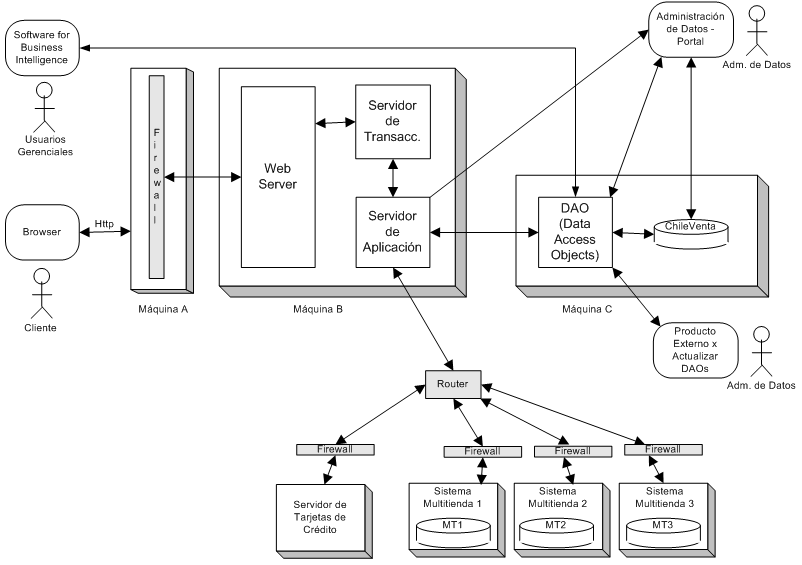 Software for
Business
Intelligence
Usuarios
Gerenciales
Browser
Http
Cliente
Firewall
Máquina A
Web
Server
Servidor
de
Transacc.
Servidor
de
Aplicación
Máquina B
Administración
de Datos -
Portal
Adm. de Datos
DAO
(Data
Access
Objects)
ChileVenta
Máquina C
Producto
Externo x
Actualizar
DAOs
Adm. de Datos
Router
Firewall
Firewall
Firewall
Firewall
Servidor de
Tarjetas de
Crédito
Sistema
Multitienda 1
MT1
Sistema
Multitienda 2
MT2
Sistema
Multitienda 3
MT3